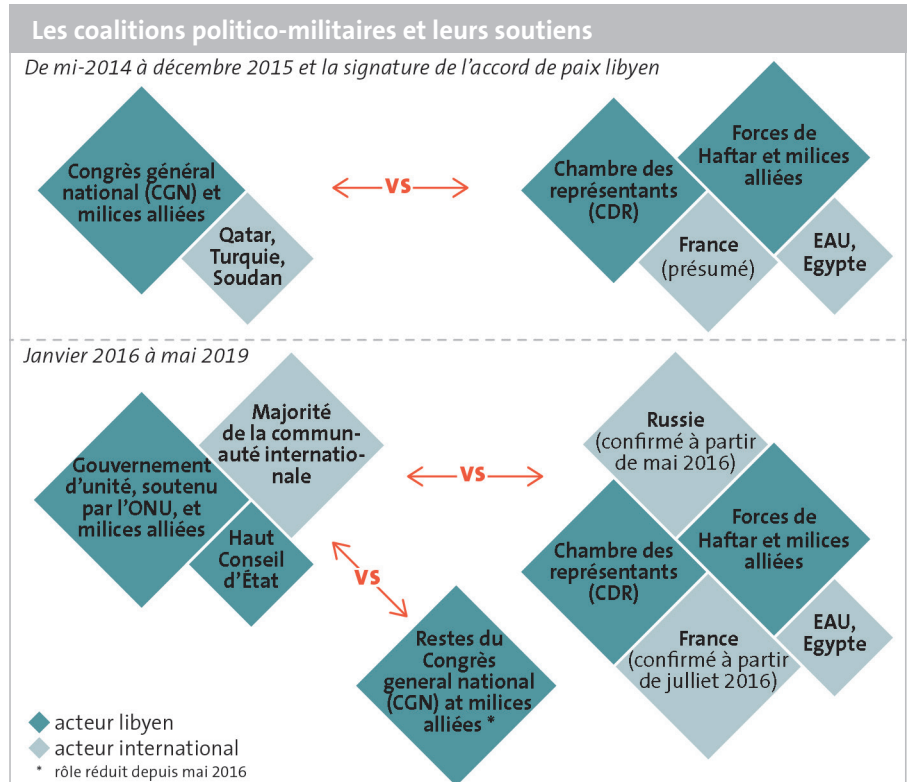 Les coalitions politico-militaires et leurs soutiens
De mi-2014 à décembre 2015 et la signature de l'accord de paix libyen
Congrès général
national (CGN) et
milices alliées
Qatar,
Turquie,
Soudan
vs
Chambre des
représentants
(CDR)
Forces de
Haftar et milices
alliées
France
(présumé)
EAU,
Egypte
Janvier 2016 à mai 2019
Gouvernement
d'unité, soutenu
par l'ONU, et
milices alliées
Majorité
de la commun-
auté internatio-
nale
Haut
Conseil
d'État
vs
vs
Restes du
Congrès
general national
(CGN) at milices
alliées *
Russie
(confirmé à partir
de mai 2016)
Chambre des
représentants
(CDR)
Forces de
Haftar et milices
alliées
France
(confirmé à partir
de julliet 2016)
EAU,
Egypte
acteur libyen
acteur international
* rôle réduit depuis mai 2016